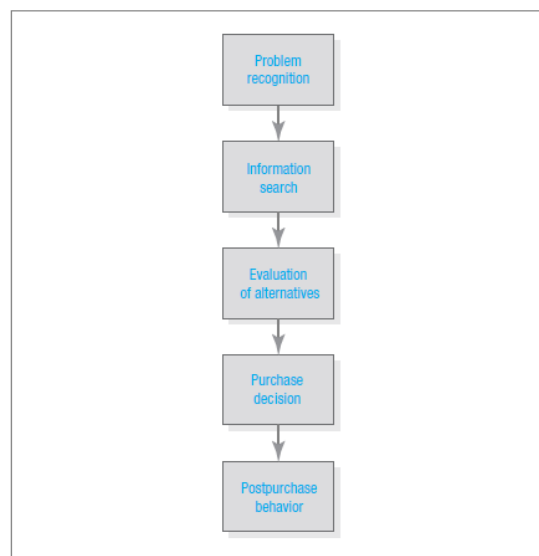 Problem
recognition
Information
search
Evaluation
of alternatives
Purchase
decision
Postpurchase
behavior